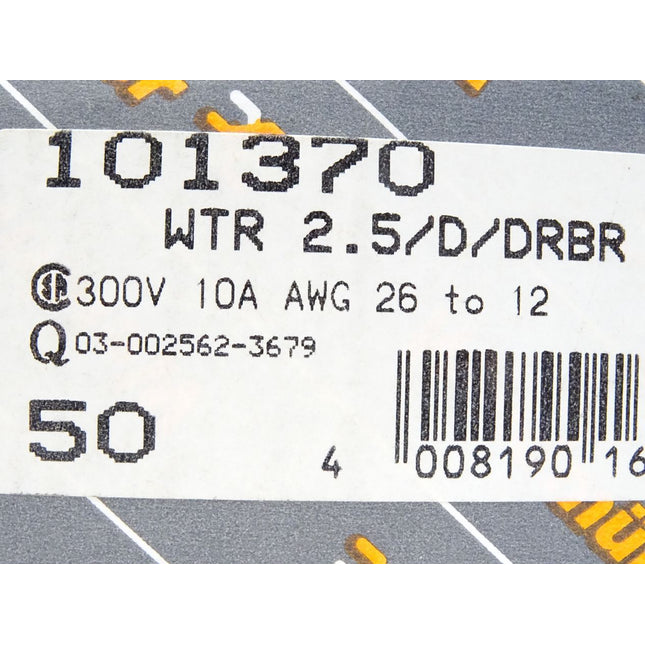 101370
WTR 2.5/D/DRBR
300V 10A AWG 26 to 12
Q 03-002562-3679
50
4 008190 16